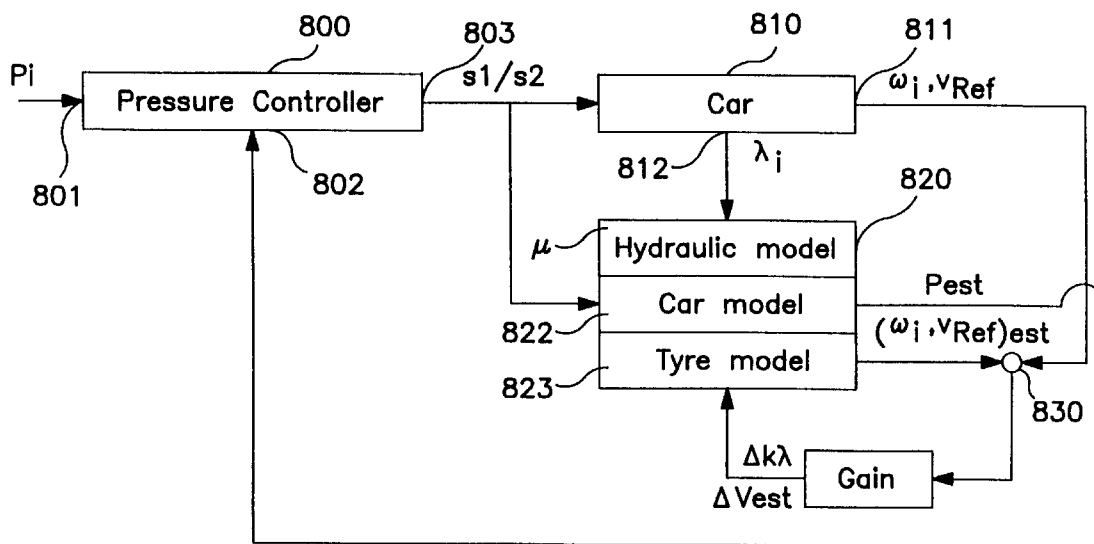 800
803
810
811
Pi
s1/s2
ωi,vRef
Pressure Controller
Car
801
802
812
λi
820
μ
Hydraulic model
Pest
Car model
822
(ωi,vRef)est
Tyre model
823
830
Δkλ
Gain
ΔVest